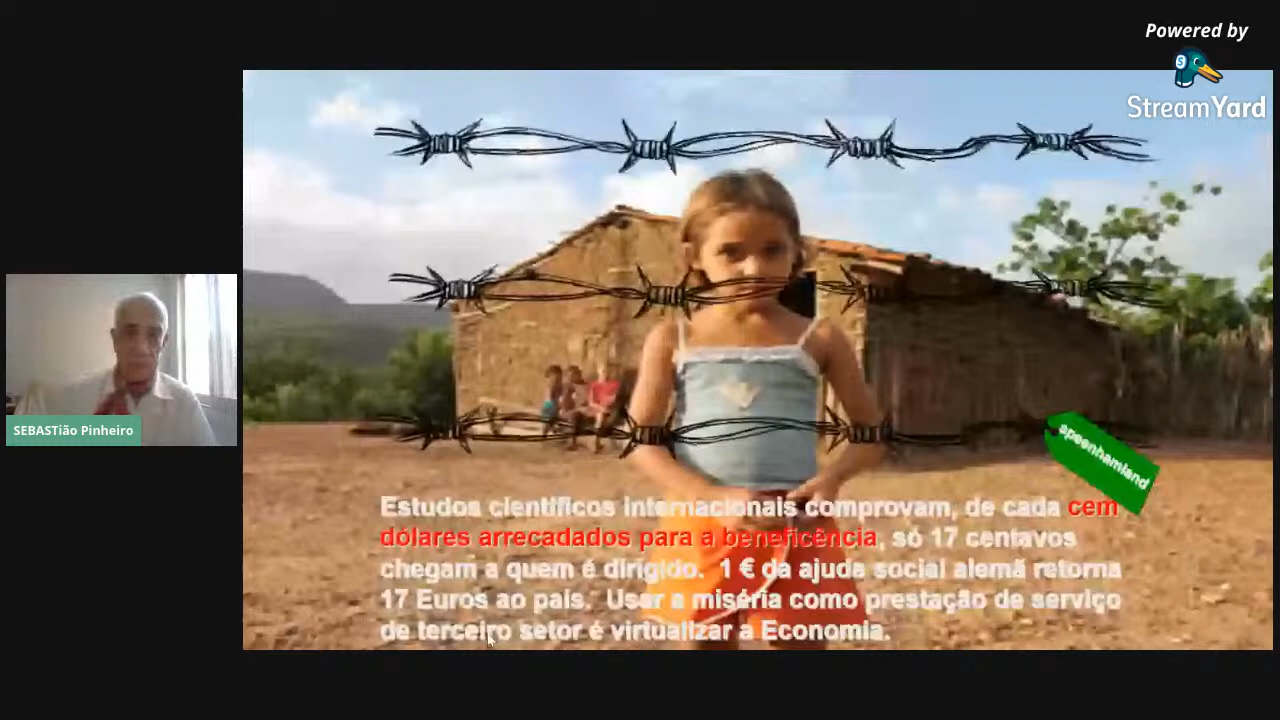 Powered by
StreamYard
SEBASTião Pinheiro
speenhamland
Estudos científicos internacionais comprovam, de cada cem
dólares arrecadados para a beneficência, só 17 centavos
chegam a quem é dirigido. 1 € da ajuda social alemã retorna
17 Euros ao pais. Usar a miséria como prestação de serviço
de terceiro setor é virtualizar a Economia.